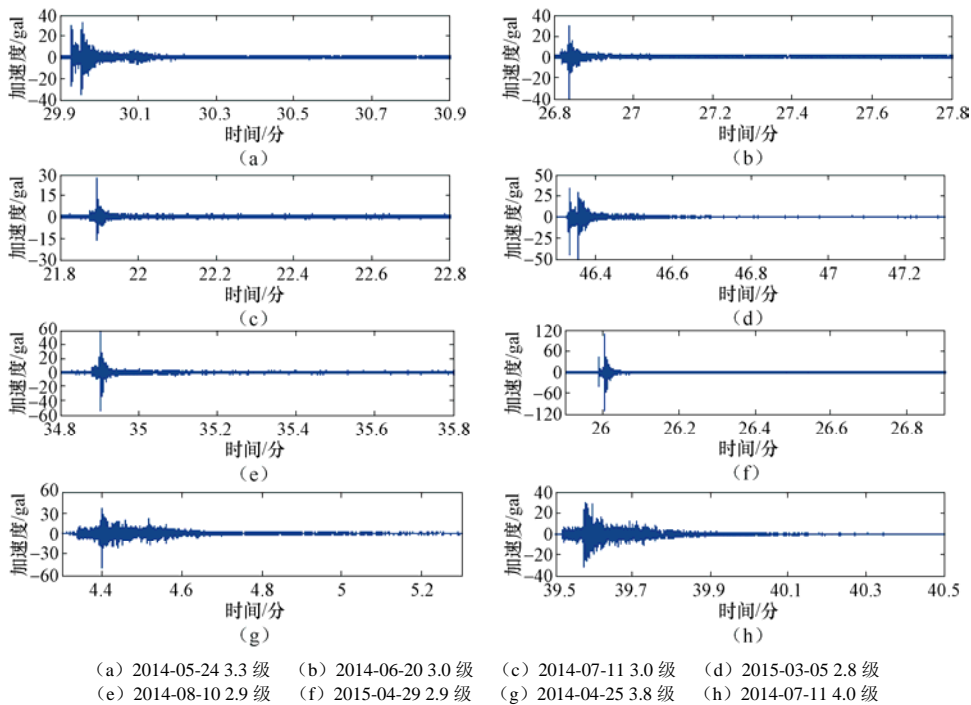 加速度/gal
40
20
0
−20
−40
29.9 30.1 30.3 30.5 30.7 30.9
时间/分
(a)
加速度/gal
40
20
0
−20
−40
26.8 27 27.2 27.4 27.6 27.8
时间/分
(b)
加速度/gal
30
15
0
−15
−30
21.8 22 22.2 22.4 22.6 22.8
时间/分
(c)
加速度/gal
50
25
0
−25
−50
46.4 46.6 46.8 47 47.2
时间/分
(d)
加速度/gal
60
40
20
0
−20
−40
−60
34.8 35 35.2 35.4 35.6 35.8
时间/分
(e)
加速度/gal
120
60
0
−60
−120
26 26.2 26.4 26.6 26.8
时间/分
(f)
加速度/gal
60
30
0
−30
−60
4.4 4.6 4.8 5 5.2
时间/分
(g)
加速度/gal
40
20
0
−20
−40
39.5 39.7 39.9 40.1 40.3 40.5
时间/分
(h)
(a) 2014-05-24 3.3 级 (b) 2014-06-20 3.0 级 (c) 2014-07-11 3.0 级 (d) 2015-03-05 2.8 级
(e) 2014-08-10 2.9 级 (f) 2015-04-29 2.9 级 (g) 2014-04-25 3.8 级 (h) 2014-07-11 4.0 级